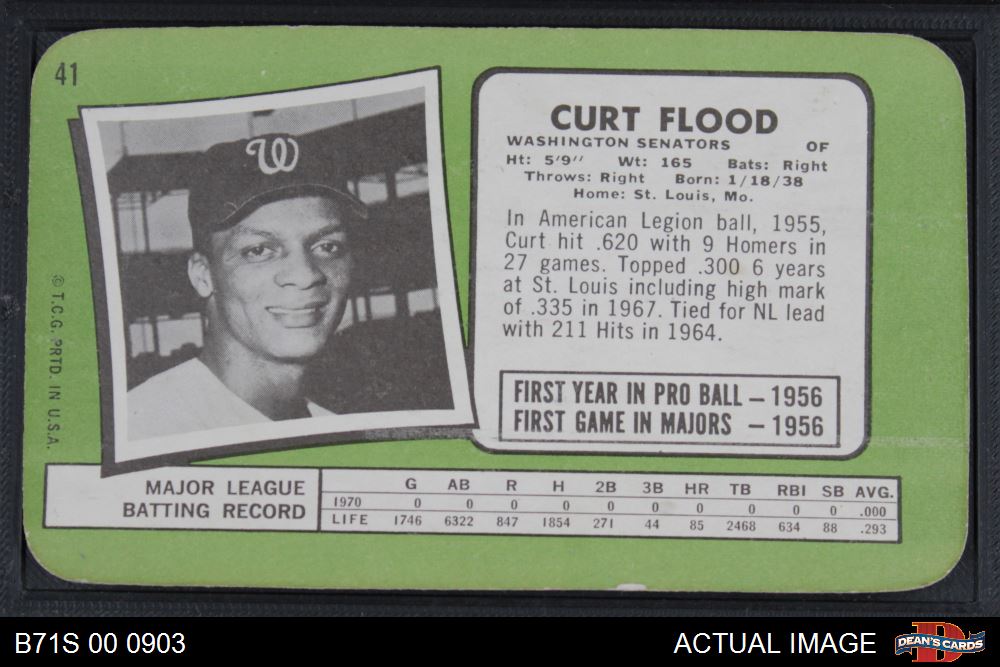 41
W
© T.C.G. PRTD. IN U.S.A.
CURT FLOOD
WASHINGTON SENATORS OF
Ht: 5'9" Wt: 165 Bats: Right
Throws: Right Born: 1/18/38
Home: St. Louis, Mo.
In American Legion ball, 1955,
Curt hit .620 with 9 Homers in
27 games. Topped .300 6 years
at St. Louis including high mark
of .335 in 1967. Tied for NL lead
with 211 Hits in 1964.
FIRST YEAR IN PRO BALL — 1956
FIRST GAME IN MAJORS — 1956
MAJOR LEAGUE
BATTING RECORD
G AB R H 2B 3B HR TB RBI SB AVG.
1970 0 0 0 0 0 0 0 0 0 0 .000
LIFE 1746 6322 847 1854 271 44 85 2468 634 88 .293
B71S 00 0903
ACTUAL IMAGE
D
DEAN'S CARDS